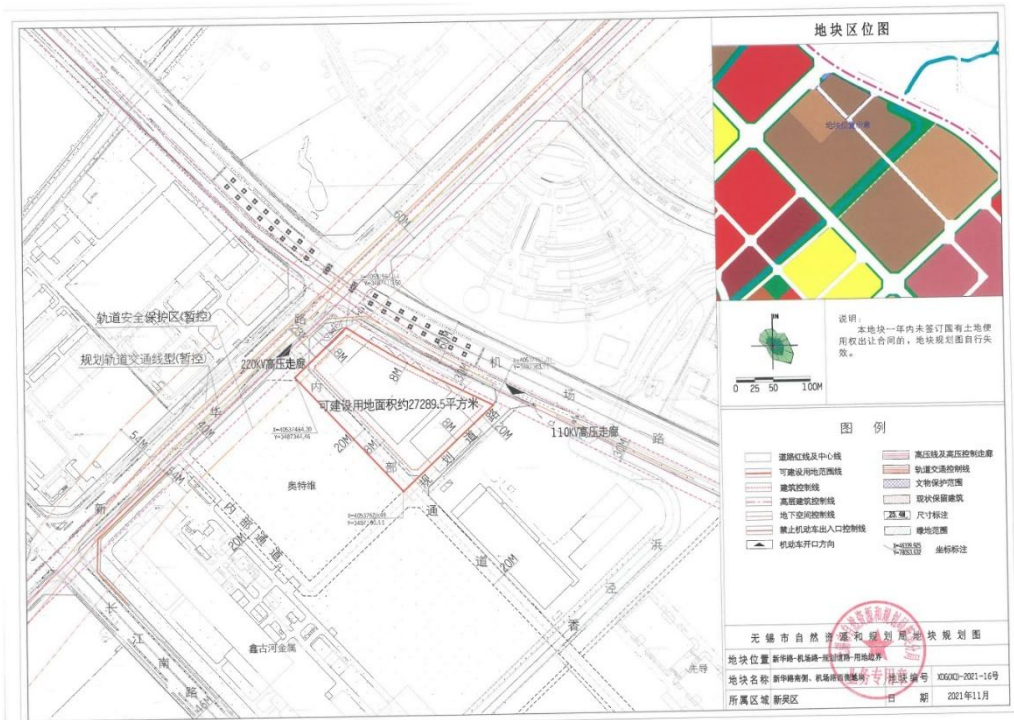 地块区位图
地块位置示意
60M
轨道安全保护区(暂控)
规划轨道交通线型(暂控)
220KV高压走廊
110KV高压走廊
可建设用地面积约27289.5平方米
路
华
新
机
场
路
内
部
通
道
规
划
道
路
8M
8M
8M
8M
20M
20M
20M
54M
54M
奥特维
内部通道
20M
香
泾
浜
长
江
南
路
46M
鑫古河金属
先导
说明:
本地块一年内未签订国有土地使
用权出让合同的,地块规划图自行失
效。
0 25 50 100M
图 例
道路红线及中心线
可建设用地范围线
建筑控制线
高层建筑控制线
地下空间控制线
禁止机动车出入口控制线
机动车开口方向
高压线及高压控制走廊
轨道交通控制线
文物保护范围
现状保留建筑
尺寸标注
绿地范围
坐标标注
无锡市自然资源和规划局地块规划图
地块位置 新华路-机场路-规划道路-用地边界
地块名称 新华路南侧、机场路西侧地块 地块编号 XDG(XQ)-2021-16号
所属区域 新吴区 日 期 2021年11月